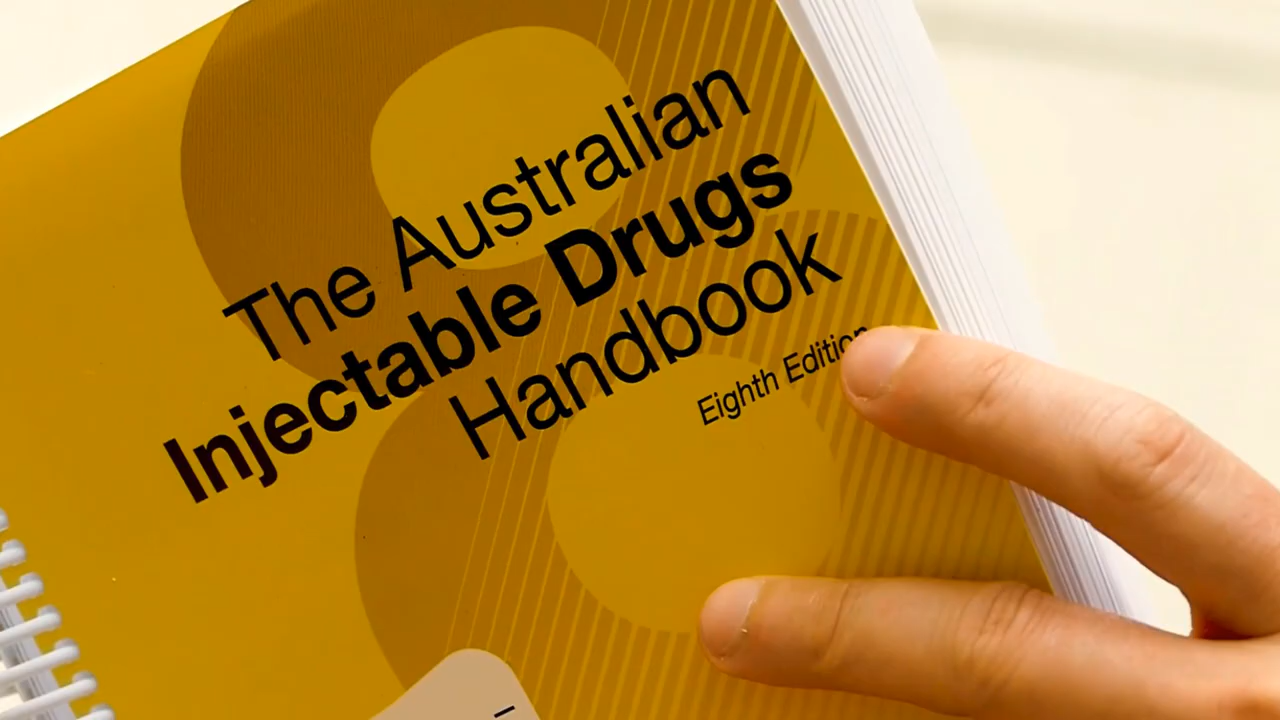 The Australian
Injectable Drugs
Handbook
Eighth Edition